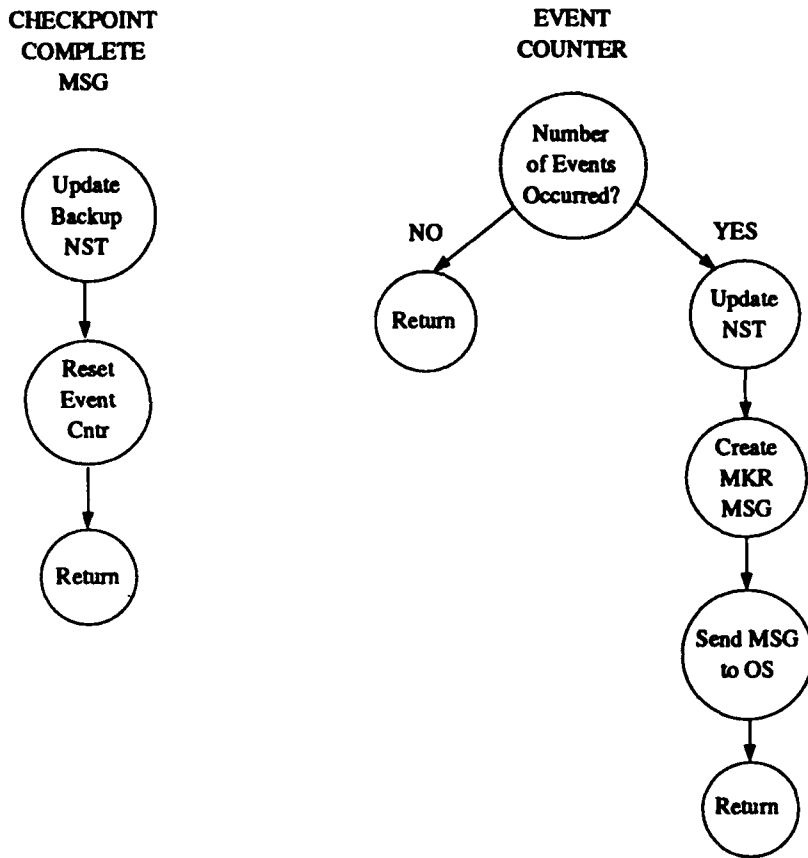 CHECKPOINT
COMPLETE
MSG
Update
Backup
NST
Reset
Event
Cntr
Return
EVENT
COUNTER
Number
of Events
Occurred?
NO
YES
Return
Update
NST
Create
MKR
MSG
Send MSG
to OS
Return